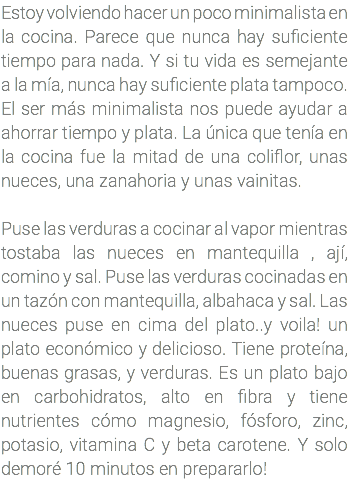 Estoy volviendo hacer un poco minimalista en
la cocina. Parece que nunca hay suficiente
tiempo para nada. Y si tu vida es semejante
a la mía, nunca hay suficiente plata tampoco.
El ser más minimalista nos puede ayudar a
ahorrar tiempo y plata. La única que tenía en
la cocina fue la mitad de una coliflor, unas
nueces, una zanahoria y unas vainitas.

Puse las verduras a cocinar al vapor mientras
tostaba las nueces en mantequilla , ají,
comino y sal. Puse las verduras cocinadas en
un tazón con mantequilla, albahaca y sal. Las
nueces puse en cima del plato..y voila! un
plato económico y delicioso. Tiene proteína,
buenas grasas, y verduras. Es un plato bajo
en carbohidratos, alto en fibra y tiene
nutrientes cómo magnesio, fósforo, zinc,
potasio, vitamina C y beta carotene. Y solo
demoré 10 minutos en prepararlo!